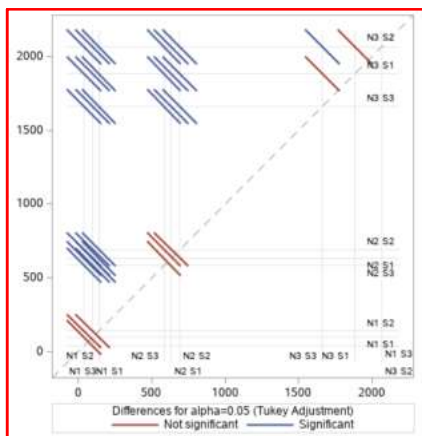 N3 S2
2000
N3 S1
N3 S3
1500
1000
N2 S2
N2 S1
500
N2 S3
N1 S2
0
N1 S1
N1 S2 N2 S3 N2 S2 N3 S3 N3 S1 N1 S3
N1 S3 N1 S1 N2 S1 N3 S2
0 500 1000 1500 2000
Differences for alpha=0.05 (Tukey Adjustment)
Not significant Significant